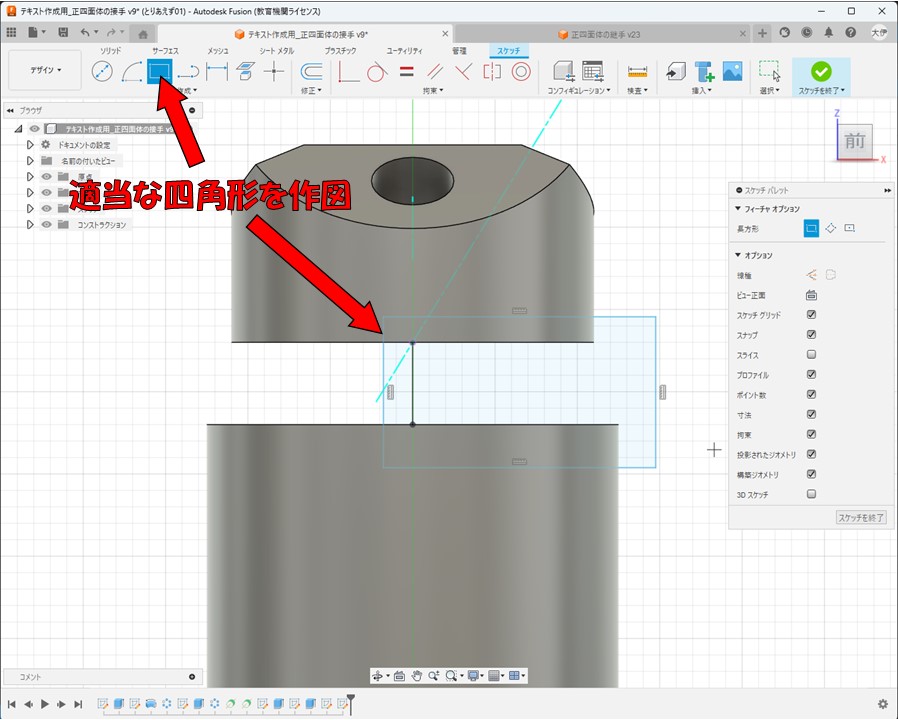 テキスト作成用_正四面体の接手 v9* (とりあえず01) - Autodesk Fusion (教育機関ライセンス)
テキスト作成用_正四面体の接手 v9*
正四面体の継手 v23
大伊
デザイン
ソリッド
サーフェス
メッシュ
シート メタル
プラスチック
ユーティリティ
管理
スケッチ
作成
修正
拘束
コンフィギュレーション
検査
挿入
選択
スケッチを終了
ブラウザ
テキスト作成用_正四面体の接手 v9
ドキュメントの設定
名前の付いたビュー
原点
コンストラクション
適当な四角形を作図
Z
前
X
スケッチ パレット
フィーチャ オプション
長方形
オプション
線種
ビュー正面
スケッチ グリッド
スナップ
スライス
プロファイル
ポイント数
寸法
拘束
投影されたジオメトリ
構築ジオメトリ
3D スケッチ
スケッチを終了
コメント